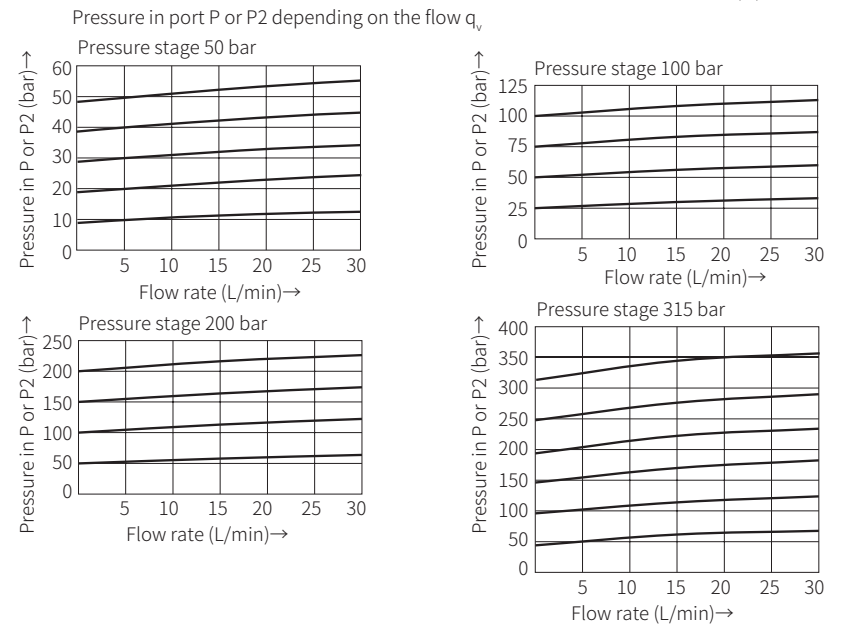 Pressure in port P or P2 depending on the flow qv
Pressure stage 50 bar
Pressure in P or P2 (bar)→
60
50
40
30
20
10
0
5 10 15 20 25 30
Flow rate (L/min)→
Pressure stage 100 bar
Pressure in P or P2 (bar)→
125
100
75
50
25
0
5 10 15 20 25 30
Flow rate (L/min)→
Pressure stage 200 bar
Pressure in P or P2 (bar)→
250
200
150
100
50
0
5 10 15 20 25 30
Flow rate (L/min)→
Pressure stage 315 bar
Pressure in P or P2 (bar)→
400
350
300
250
200
150
100
50
0
5 10 15 20 25 30
Flow rate (L/min)→